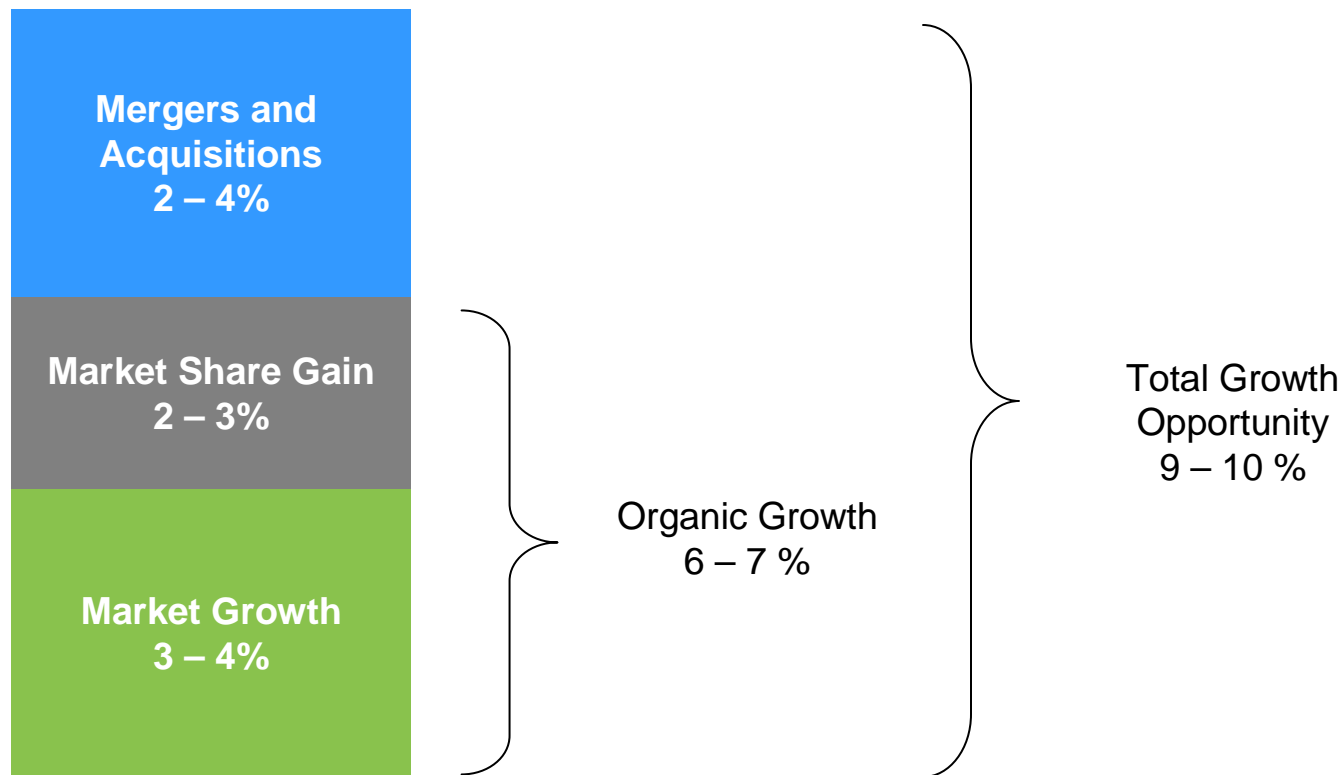 Mergers and
Acquisitions
2 – 4%
Market Share Gain
2 – 3%
Market Growth
3 – 4%
Organic Growth
6 – 7 %
Total Growth
Opportunity
9 – 10 %